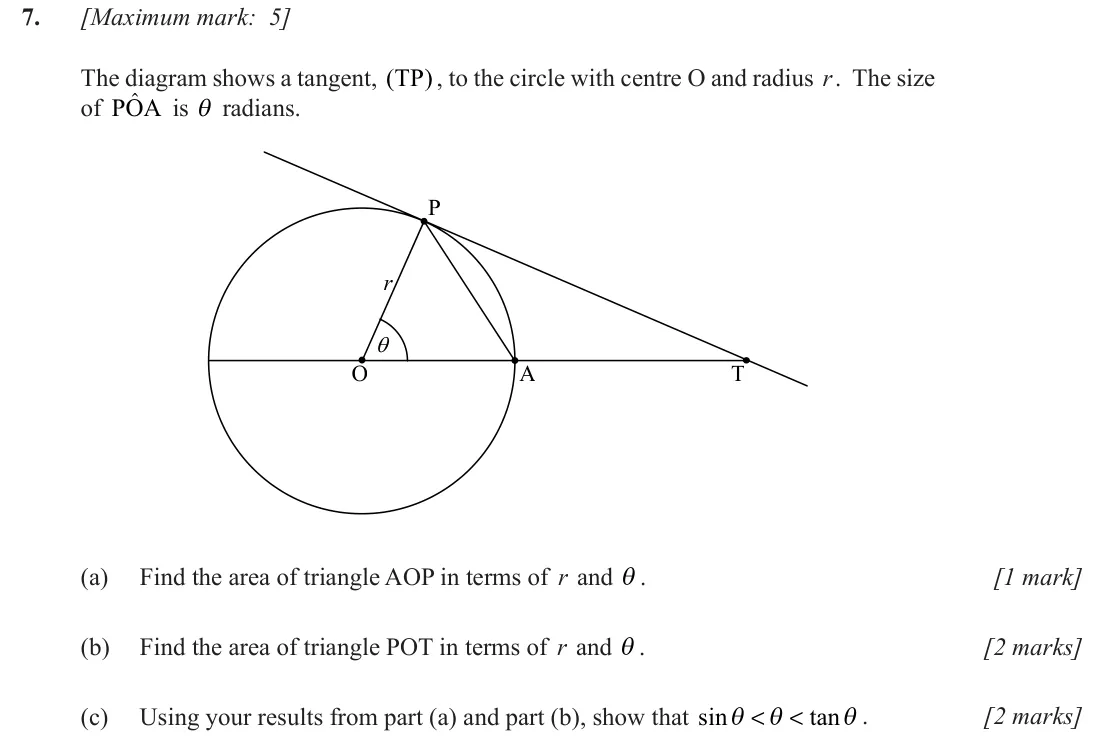 7. [Maximum mark: 5]
The diagram shows a tangent, (TP), to the circle with centre O and radius r. The size
of PÔA is θ radians.
P
r
θ
O
A
T
(a) Find the area of triangle AOP in terms of r and θ. [1 mark]
(b) Find the area of triangle POT in terms of r and θ. [2 marks]
(c) Using your results from part (a) and part (b), show that sin θ < θ < tan θ. [2 marks]